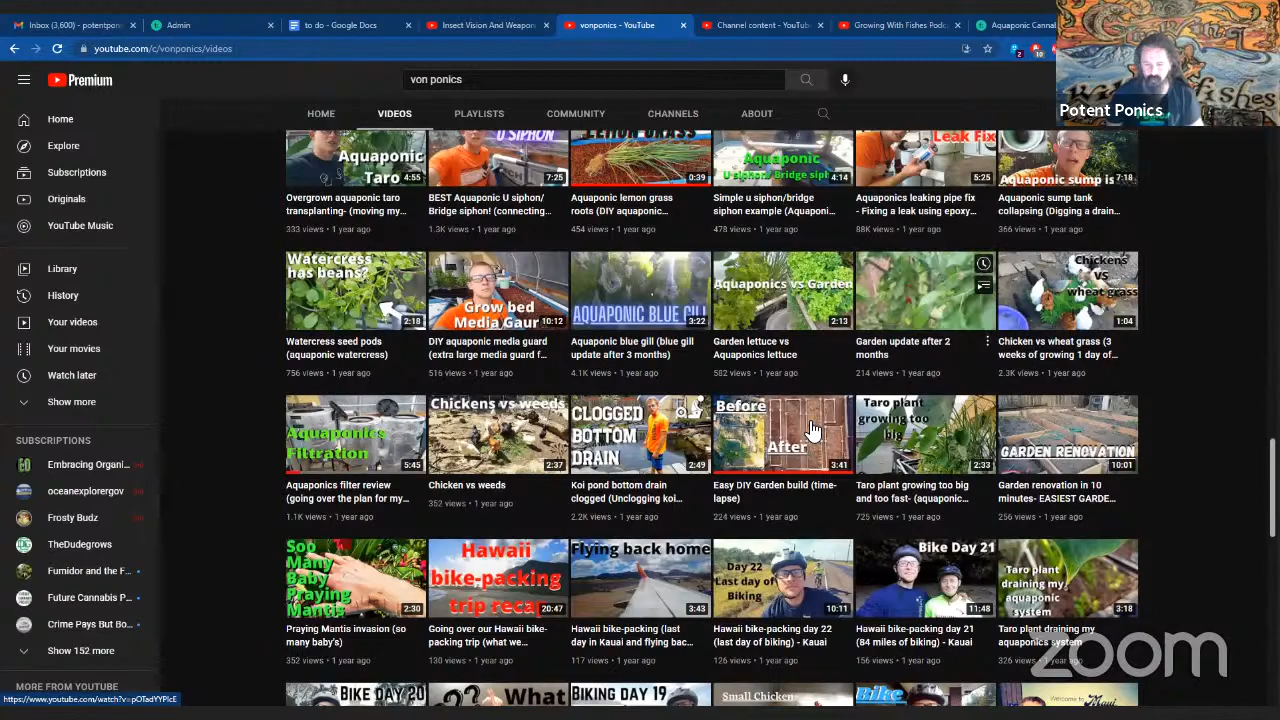 Inbox (3,600) - potentponi
Admin
to do - Google Docs
Insect Vision And Weapon
vonponics - YouTube
Channel content - YouTu
Growing With Fishes Podc
Aquaponic Cann
youtube.com/c/vonponics/videos
Premium
von ponics
Potent Ponics
HOME
VIDEOS
PLAYLISTS
COMMUNITY
CHANNELS
ABOUT
Home
Explore
Subscriptions
Originals
YouTube Music
Library
History
Your videos
Your movies
Watch later
Show more
SUBSCRIPTIONS
Embracing Organi...
oceanexplorergov
Frosty Budz
TheDudegrows
Fumidor and the F...
Future Cannabis P...
Crime Pays But Bo...
Show 152 more
MORE FROM YOUTUBE
https://www.youtube.com/watch?v=pOTadYYPlcE
Aquaponic
Taro
4:55
U SIPHON
7:25
LEMON GRASS
0:39
Aquaponic
U siphon/ Bridge siph
4:14
Leak Fix
5:25
Aquaponic sump is
7:18
Overgrown aquaponic taro
transplanting- (moving my...
333 views • 1 year ago
BEST Aquaponic U siphon/
Bridge siphon! (connecting...
1.3K views • 1 year ago
Aquaponic lemon grass
roots (DIY aquaponic...
454 views • 1 year ago
Simple u siphon/bridge
siphon example (Aquaponi...
478 views • 1 year ago
Aquaponics leaking pipe fix
- Fixing a leak using epoxy...
88K views • 1 year ago
Aquaponic sump tank
collapsing (Digging a drain...
366 views • 1 year ago
Watercress
has beans?
2:18
Grow bed
Media Gaur
10:12
AQUAPONIC BLUE GILL
3:22
Aquaponics vs Garden
2:13
Chickens
VS
wheat grass
1:04
Watercress seed pods
(aquaponic watercress)
756 views • 1 year ago
DIY aquaponic media guard
(extra large media guard f...
516 views • 1 year ago
Aquaponic blue gill (blue gill
update after 3 months)
4.1K views • 1 year ago
Garden lettuce vs
Aquaponics lettuce
582 views • 1 year ago
Garden update after 2
months
214 views • 1 year ago
Chicken vs wheat grass (3
weeks of growing 1 day of...
2.3K views • 1 year ago
Aquaponics
Filtration
5:45
Chickens vs weeds
2:37
CLOGGED
BOTTOM
DRAIN
2:49
Before
After
3:41
Taro plant
growing too
big
2:33
GARDEN RENOVATION
10:01
Aquaponics filter review
(going over the plan for my...
1.1K views • 1 year ago
Chicken vs weeds
352 views • 1 year ago
Koi pond bottom drain
clogged (Unclogging koi...
2.2K views • 1 year ago
Easy DIY Garden build (time-
lapse)
224 views • 1 year ago
Taro plant growing too big
and too fast- (aquaponic...
725 views • 1 year ago
Garden renovation in 10
minutes- EASIEST GARDE...
256 views • 1 year ago
Soo
Many
Baby
Praying
Mantis
2:30
Hawaii
bike-packing
trip recap
20:47
Flying back home
3:43
Day 22
Last day of
Biking
10:11
Bike Day 21
11:48
Taro plant
draining my
aquaponic
system
3:18
Praying Mantis invasion (so
many baby's)
352 views • 1 year ago
Going over our Hawaii bike-
packing trip (what we...
130 views • 1 year ago
Hawaii bike-packing (last
day in Kauai and flying bac...
117 views • 1 year ago
Hawaii bike-packing day 22
(last day of biking) - Kauai
126 views • 1 year ago
Hawaii bike-packing day 21
(84 miles of biking) - Kauai
156 views • 1 year ago
Taro plant draining my
aquaponics system
326 views • 1 year ago
zoom
BIKE DAY 20
What
BIKING DAY 19
Small Chicken
Bike
Welcome to
Maui